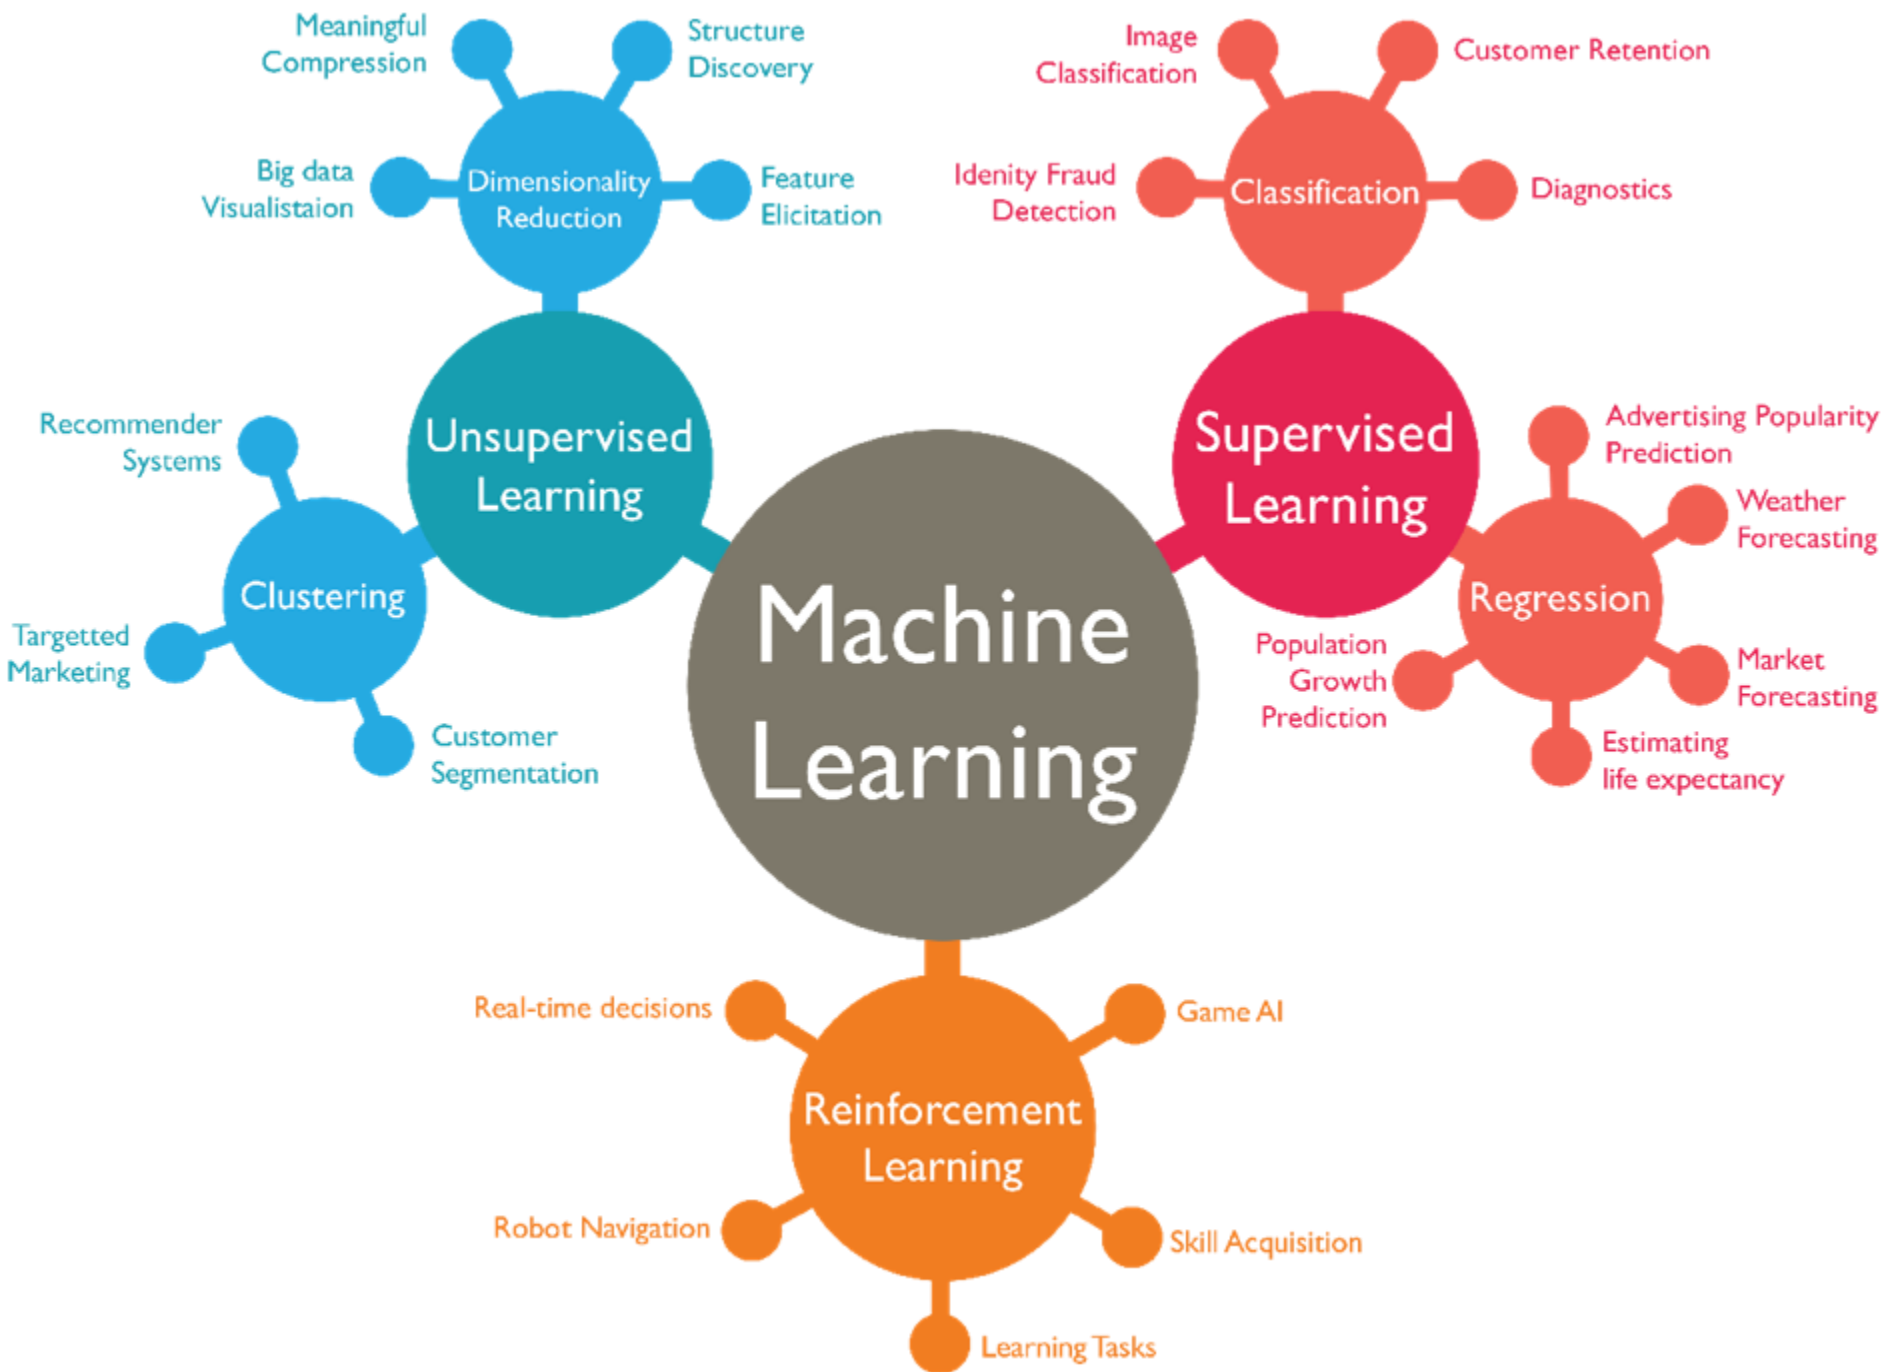 Meaningful
Compression
Structure
Discovery
Big data
Visualistaion
Dimensionality
Reduction
Feature
Elicitation
Image
Classification
Customer Retention
Idenity Fraud
Detection
Classification
Diagnostics
Unsupervised
Learning
Recommender
Systems
Clustering
Targetted
Marketing
Customer
Segmentation
Supervised
Learning
Advertising Popularity
Prediction
Weather
Forecasting
Regression
Population
Growth
Prediction
Market
Forecasting
Estimating
life expectancy
Machine
Learning
Real-time decisions
Game AI
Reinforcement
Learning
Robot Navigation
Skill Acquisition
Learning Tasks